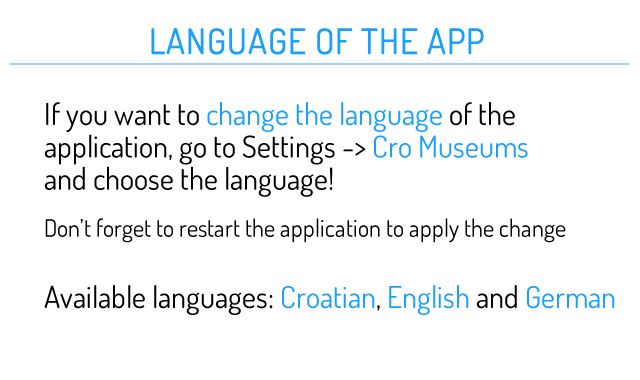 LANGUAGE OF THE APP
If you want to change the language of the
application, go to Settings -> Cro Museums
and choose the language!
Don't forget to restart the application to apply the change
Available languages: Croatian, English and German